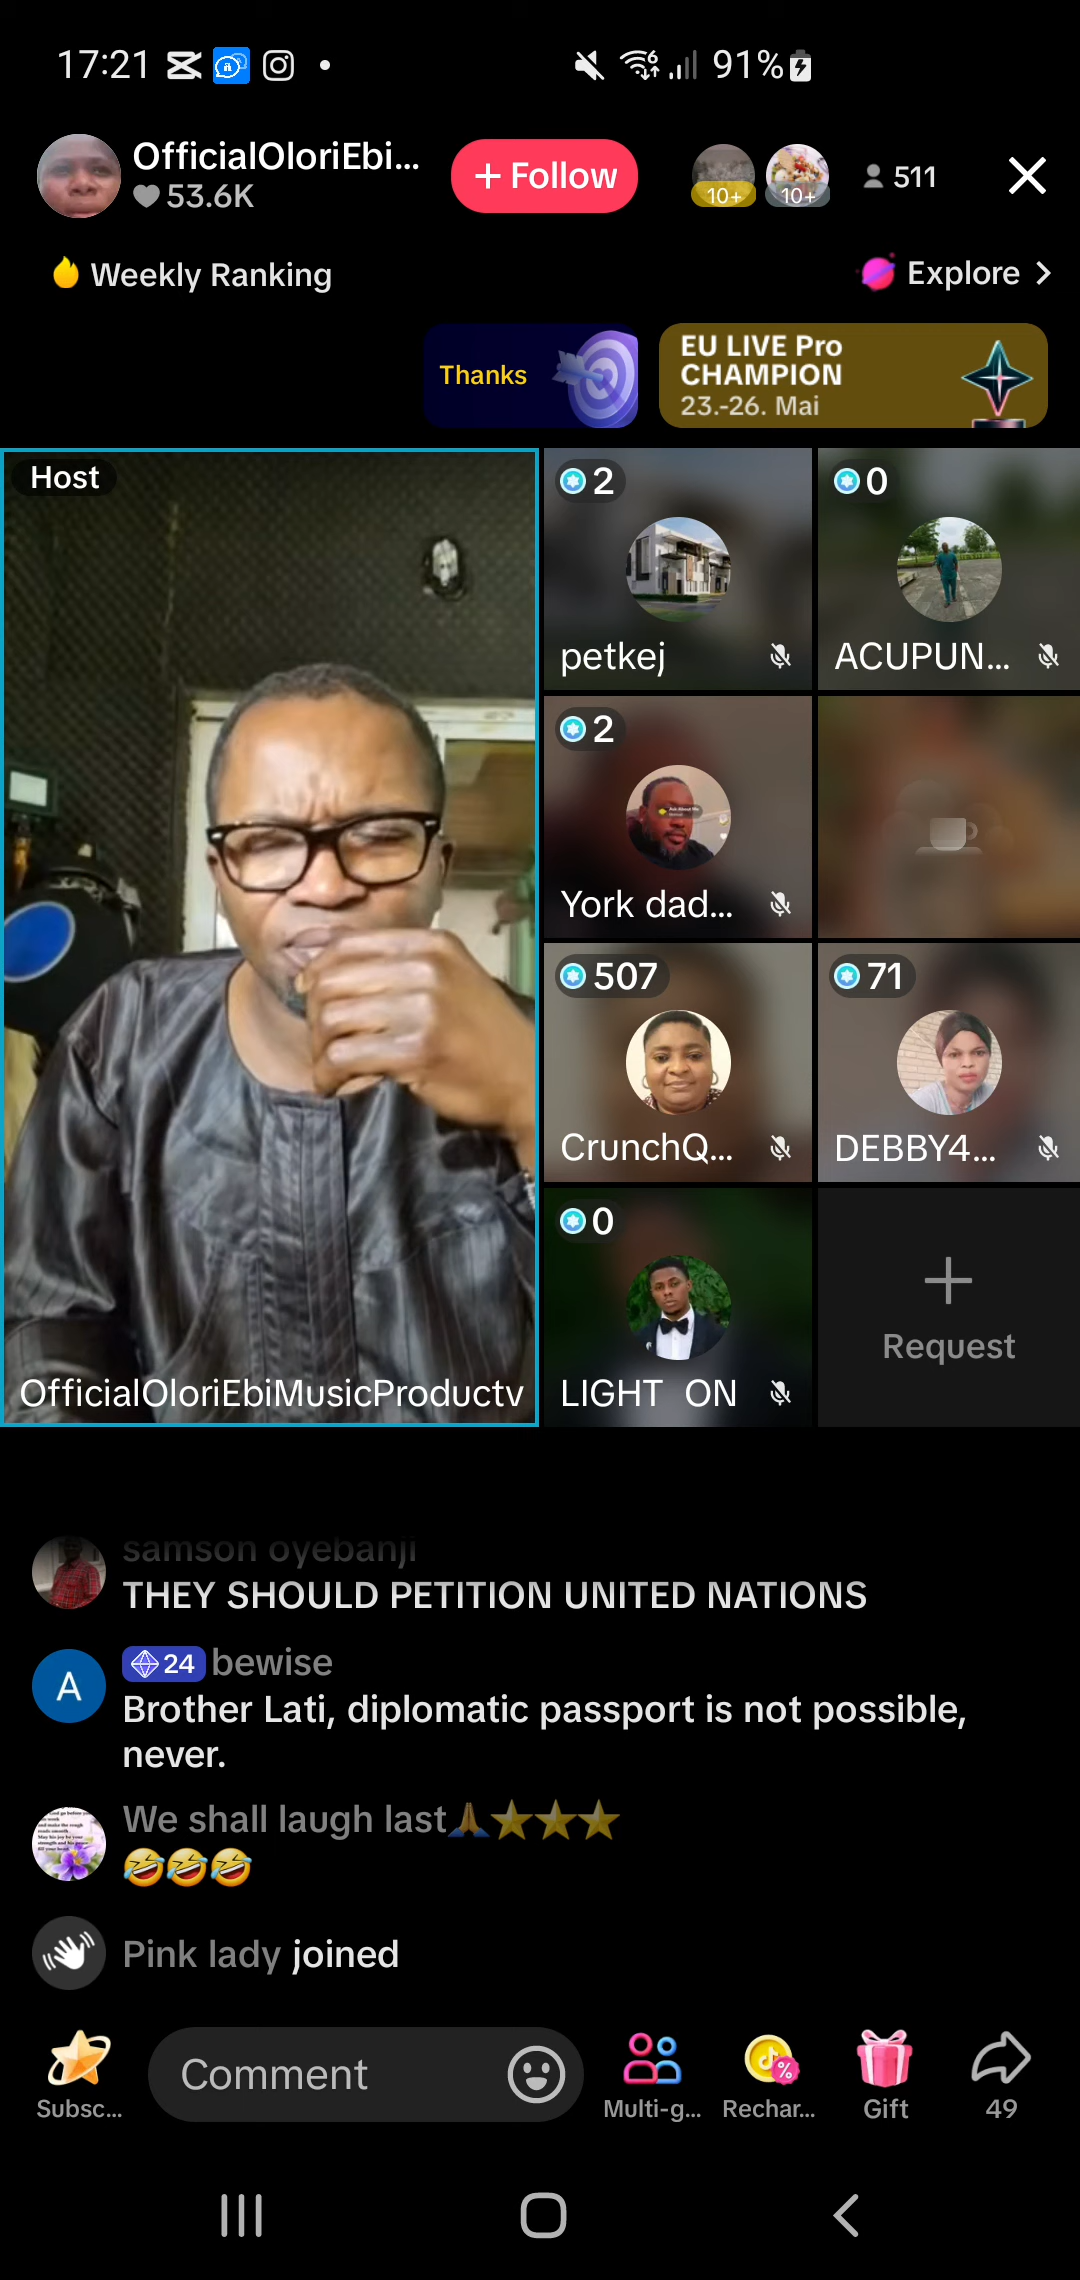 17:21
91%
OfficialOloriEbi...
53.6K
+ Follow
10+
10+
511
Weekly Ranking
Explore
Thanks
EU LIVE Pro
CHAMPION
23.-26. Mai
Host
2
petkej
0
ACUPUN...
2
York dad...
507
CrunchQ...
71
DEBBY4...
0
LIGHT ON
Request
OfficialOloriEbiMusicProductv
samson oyebanji
THEY SHOULD PETITION UNITED NATIONS
A
24 bewise
Brother Lati, diplomatic passport is not possible,
never.
We shall laugh last🙏⭐⭐⭐
🤣🤣🤣
Pink lady joined
Subsc...
Comment
Multi-g...
Rechar...
Gift
49